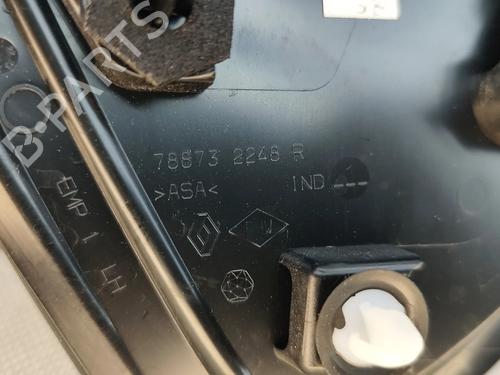 78873 2248 R
>ASA<
IND ---
EMP 1 LH
B-PARTS